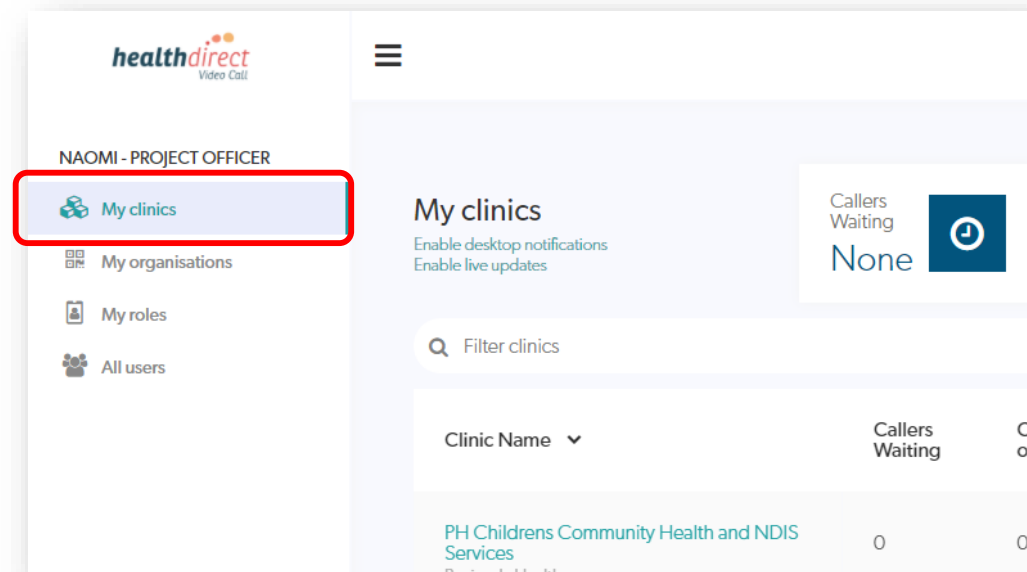 healthdirect
Video Call
NAOMI - PROJECT OFFICER
My clinics
My organisations
My roles
All users
My clinics
Enable desktop notifications
Enable live updates
Callers
Waiting
None
Filter clinics
Clinic Name
Callers
Waiting
PH Childrens Community Health and NDIS
Services
0
0